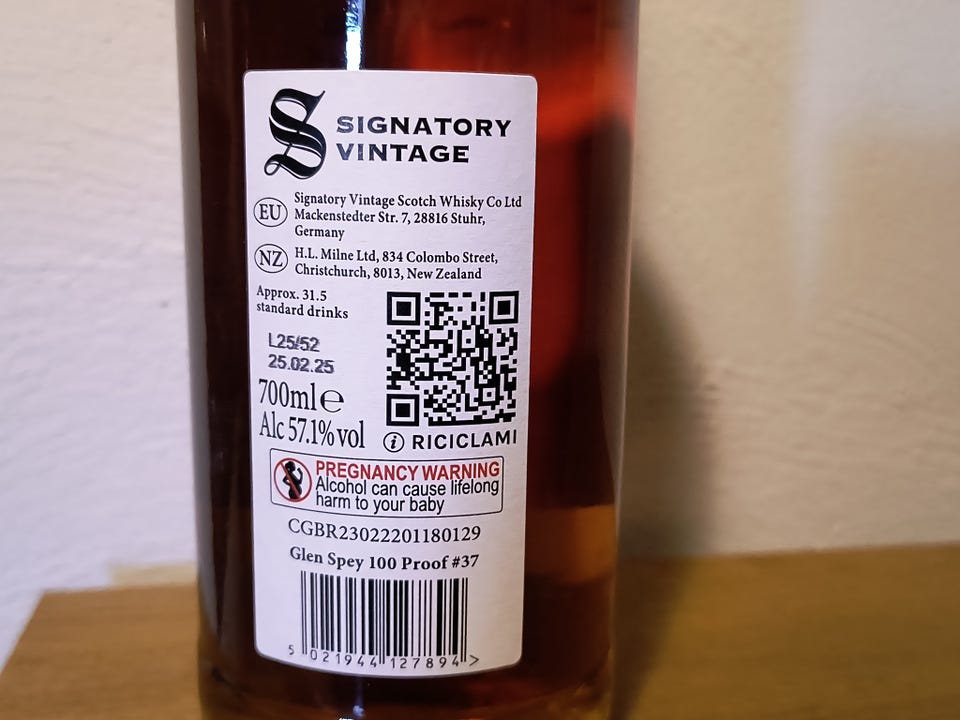 S SIGNATORY
VINTAGE
EU Signatory Vintage Scotch Whisky Co Ltd
Mackenstedter Str. 7, 28816 Stuhr,
Germany
NZ H.L. Milne Ltd, 834 Colombo Street,
Christchurch, 8013, New Zealand
Approx. 31.5
standard drinks
L25/52
25.02.25
700ml e
Alc 57.1% vol
i RICICLAMI
PREGNANCY WARNING
Alcohol can cause lifelong
harm to your baby
CGBR23022201180129
Glen Spey 100 Proof #37
5 021944 127894 >